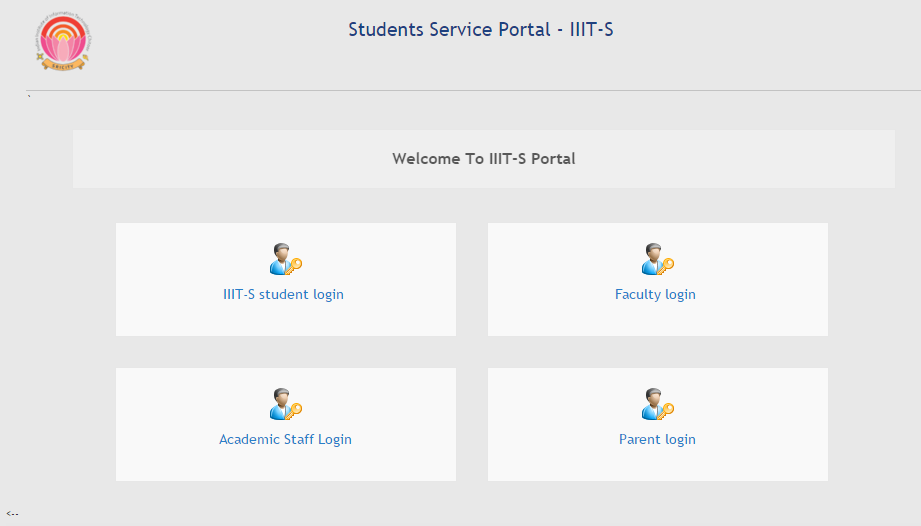 Students Service Portal - IIIT-S
`
Welcome To IIIT-S Portal
IIIT-S student login
Faculty login
Academic Staff Login
Parent login
<--